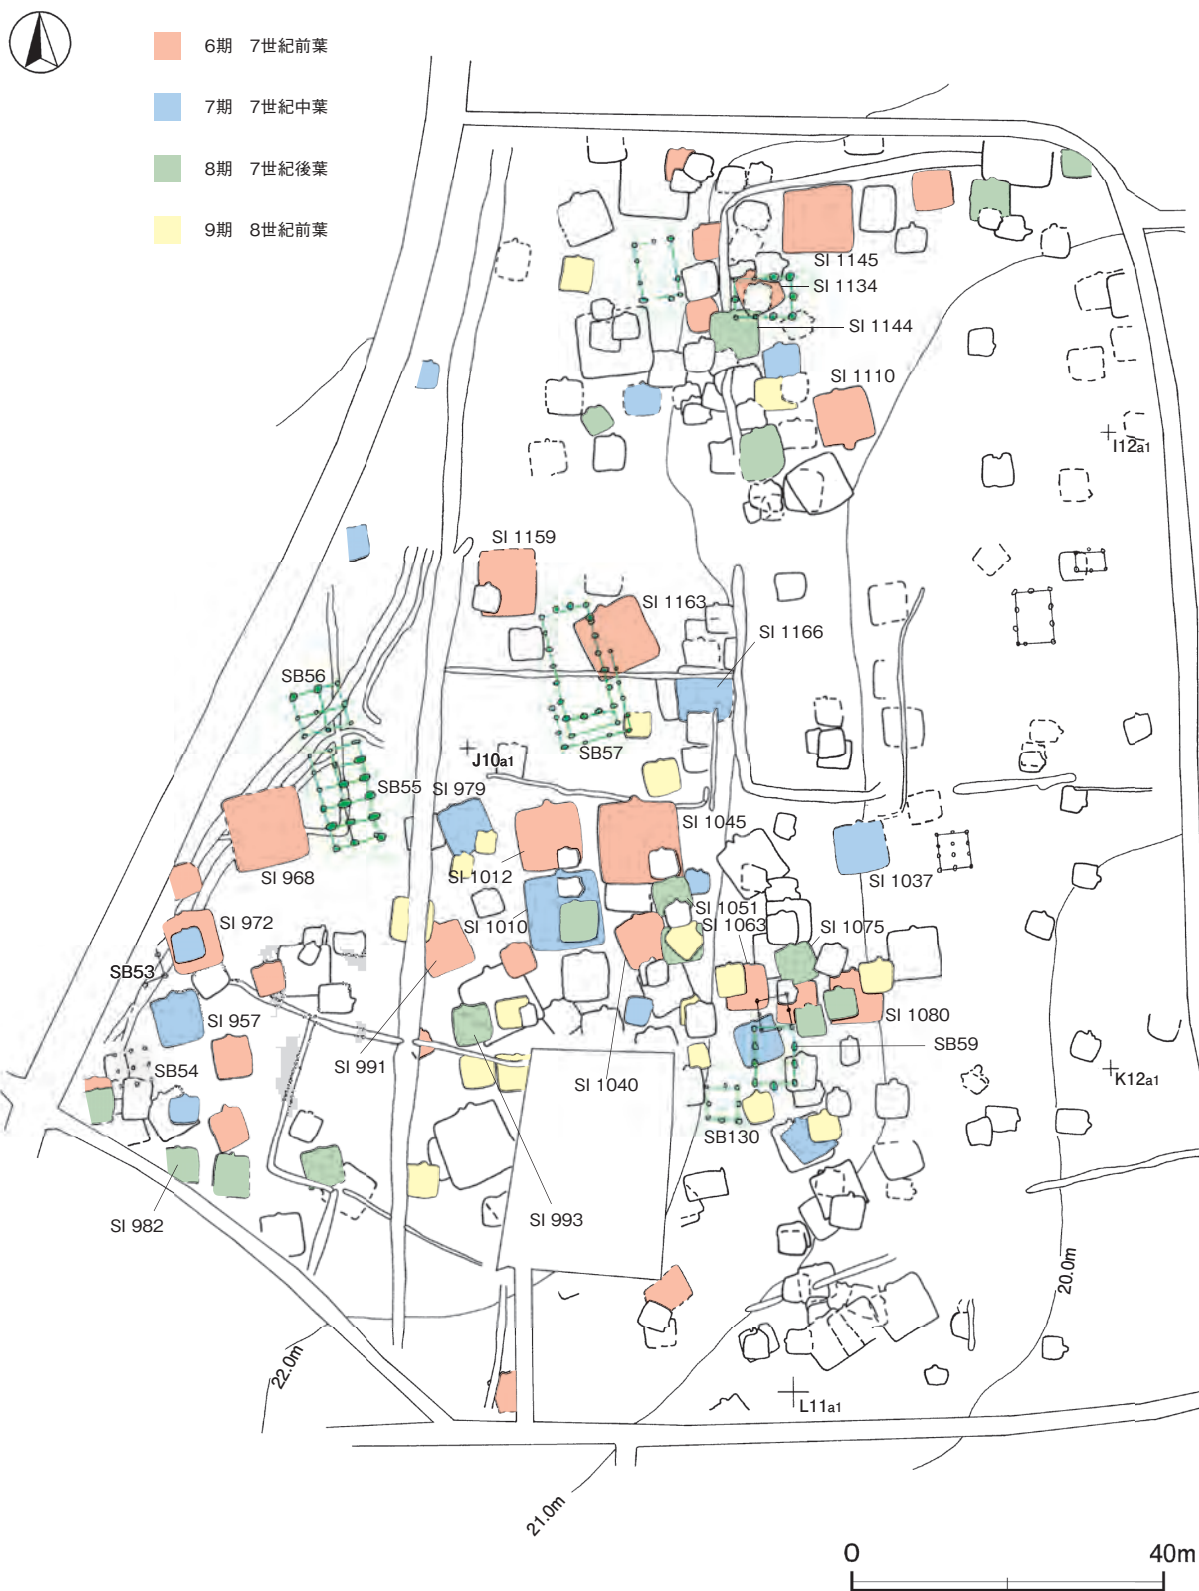 6期 7世紀前葉
7期 7世紀中葉
8期 7世紀後葉
9期 8世紀前葉
SI 1145
SI 1134
SI 1144
SI 1110
I12a1
SI 1159
SI 1163
SI 1166
SB56
SB57
J10a1
SB55
SI 979
SI 1045
SI 968
SI 1012
SI 1037
SI 972
SI 1010
SI 1051
SI 1063
SI 1075
SB53
SI 957
SI 1080
SB59
SB54
SI 991
SI 1040
K12a1
SB130
SI 982
SI 993
20.0m
22.0m
L11a1
21.0m
0 40m